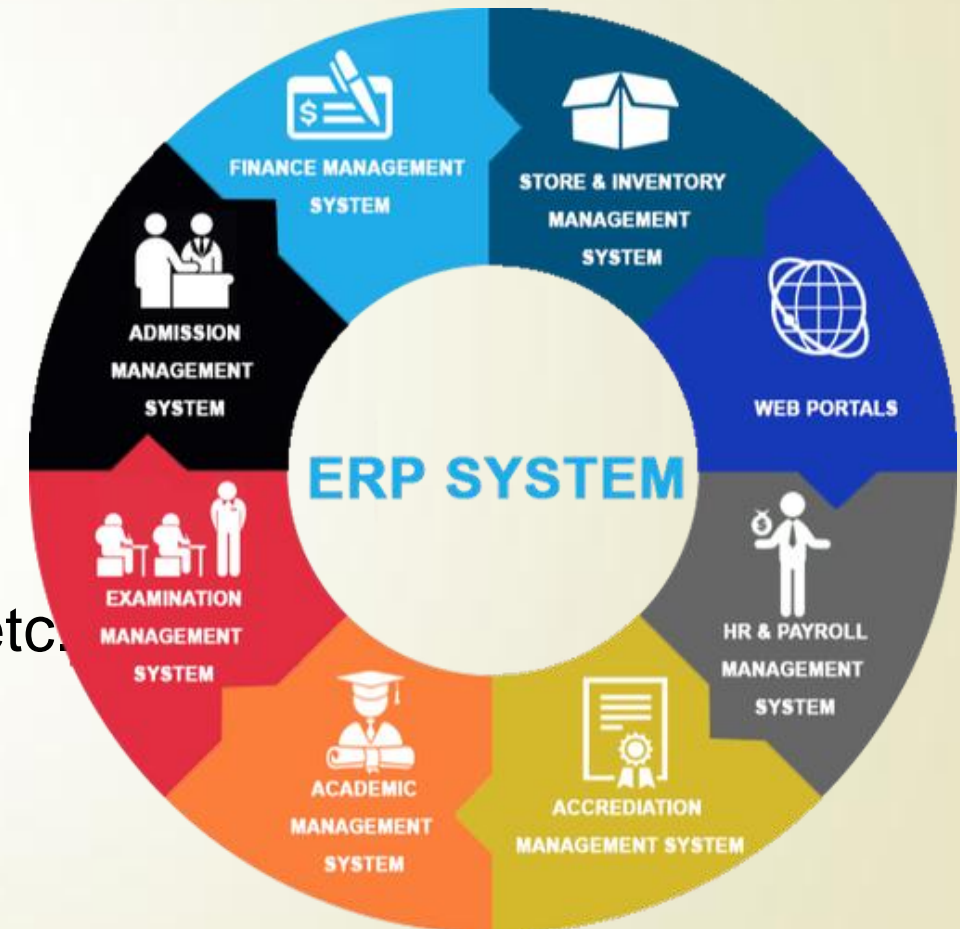 FINANCE MANAGEMENT
SYSTEM
STORE & INVENTORY
MANAGEMENT
SYSTEM
WEB PORTALS
HR & PAYROLL
MANAGEMENT
SYSTEM
ACCREDIATION
MANAGEMENT SYSTEM
ACADEMIC
MANAGEMENT
SYSTEM
EXAMINATION
MANAGEMENT
SYSTEM
ADMISSION
MANAGEMENT
SYSTEM
ERP SYSTEM
etc.
$
$